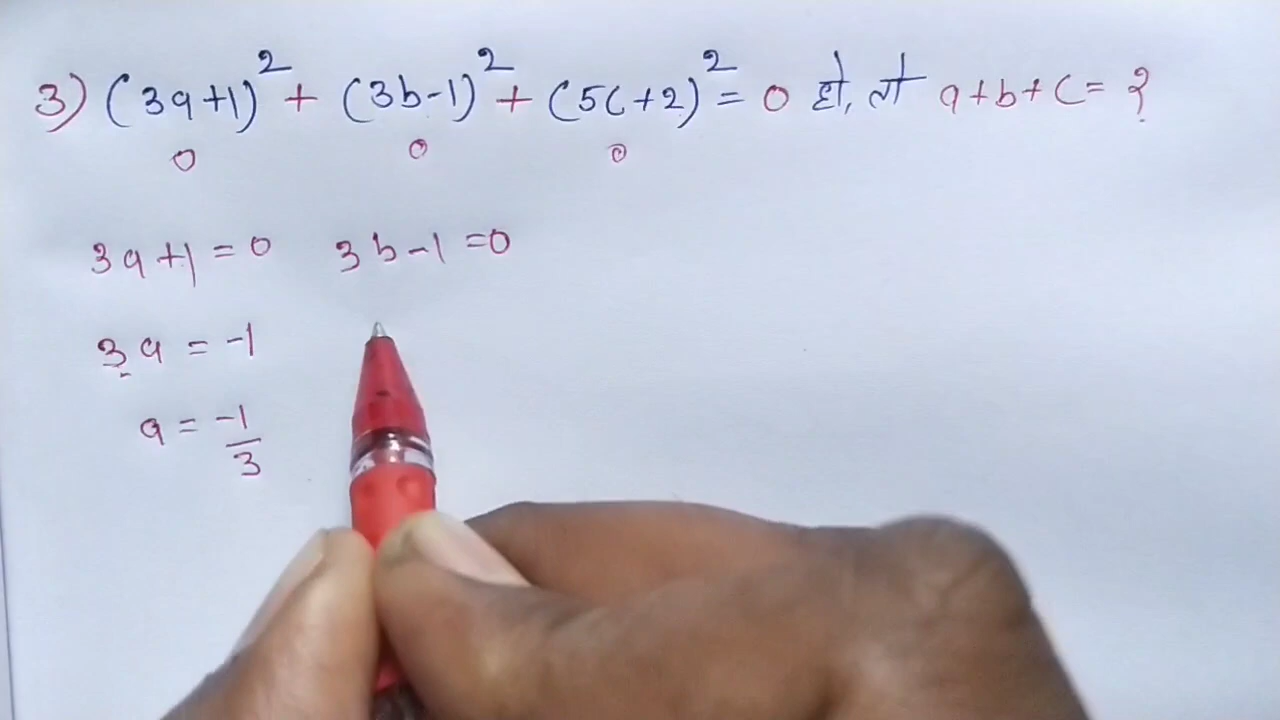 3) (3a+1)² + (3b-1)² + (5c+2)² = 0 हो, तो a+b+c= ?
0 0 0
3a+1=0 3b-1=0
3a = -1
a = -1/3